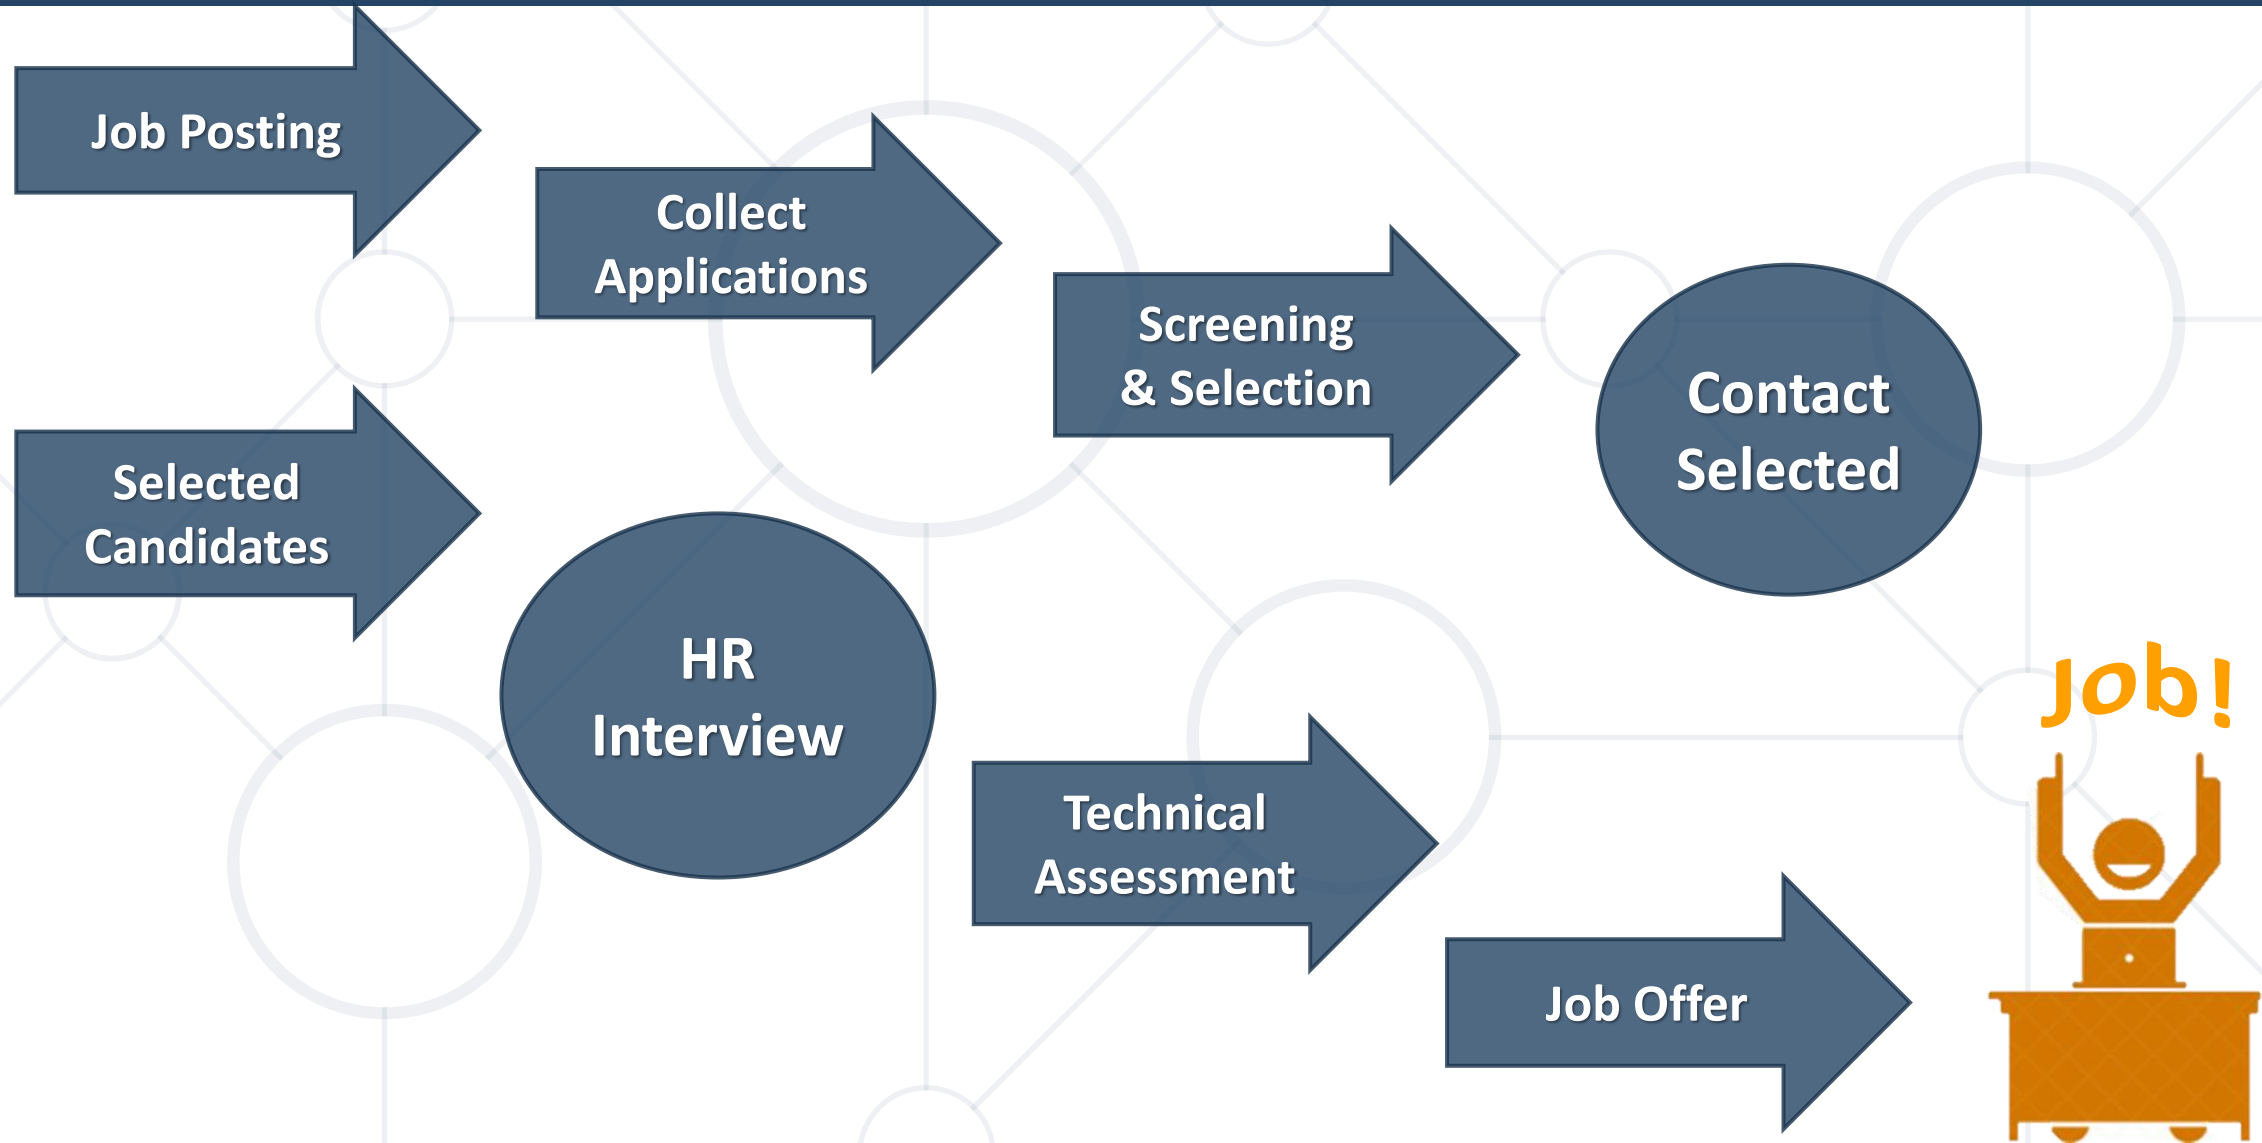 Job Posting
Collect
Applications
Screening
& Selection
Contact
Selected
Selected
Candidates
HR
Interview
Technical
Assessment
Job Offer
Job!